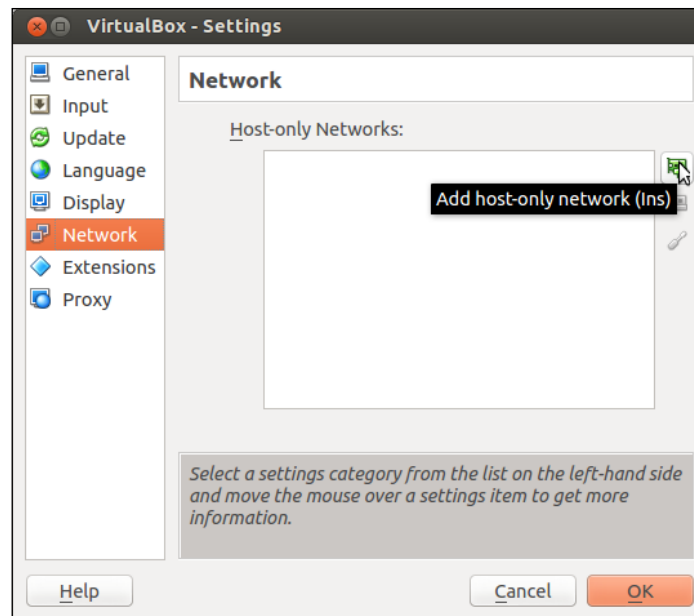 VirtualBox - Settings
General
Input
Update
Language
Display
Network
Extensions
Proxy
Network
Host-only Networks:
Add host-only network (Ins)
Select a settings category from the list on the left-hand side
and move the mouse over a settings item to get more
information.
Help
Cancel
OK